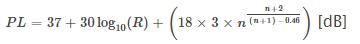 PL = 37 + 30 log₁₀(R) + (18 × 3 × n^((n+2)/((n+1)−0.46))) [dB]